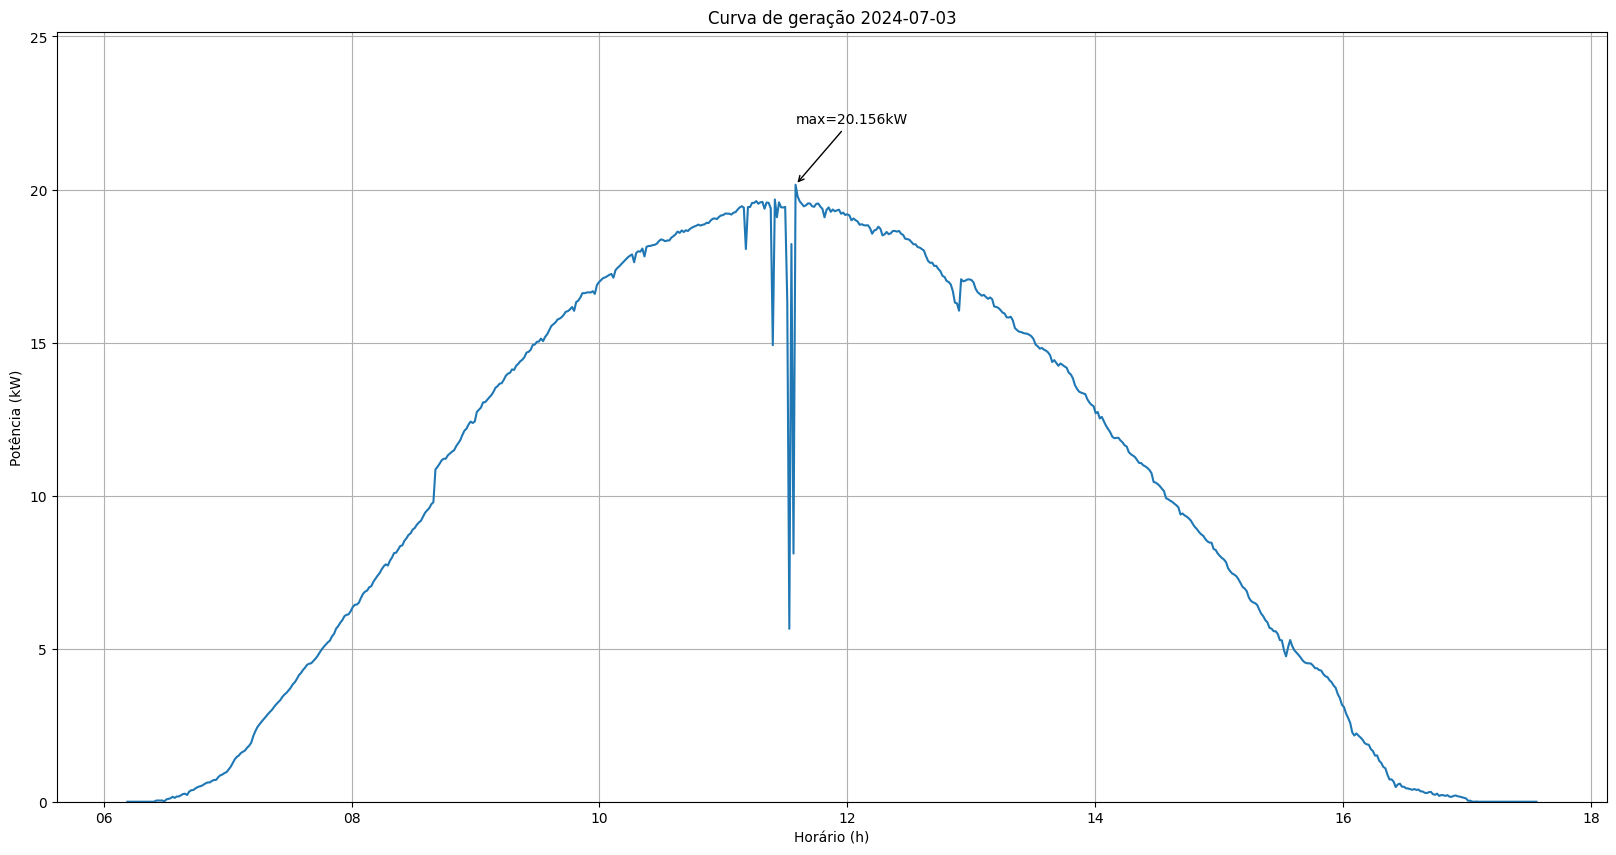 Curva de geração 2024-07-03
25
max=20.156kW
20
15
Potência (kW)
10
5
0
06 08 10 12 14 16 18
Horário (h)